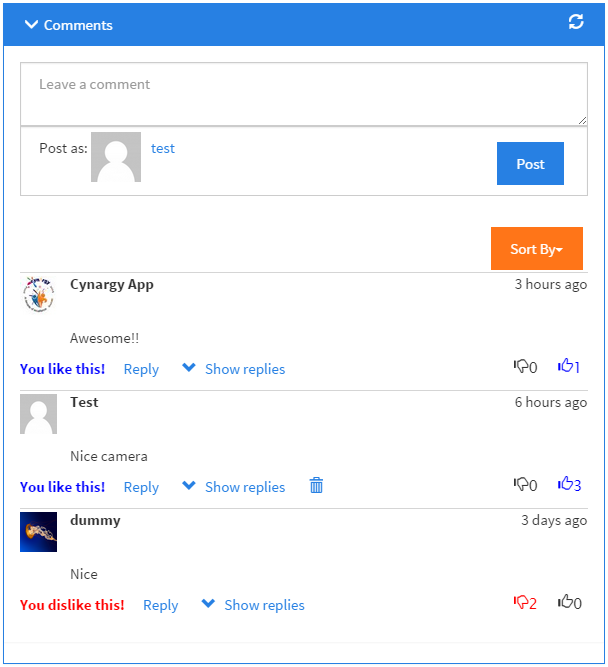 Comments
Leave a comment
Post as: test
Post
Sort By
Cynargy App 3 hours ago
Awesome!!
You like this! Reply Show replies 0 1
Test 6 hours ago
Nice camera
You like this! Reply Show replies 0 3
dummy 3 days ago
Nice
You dislike this! Reply Show replies 2 0